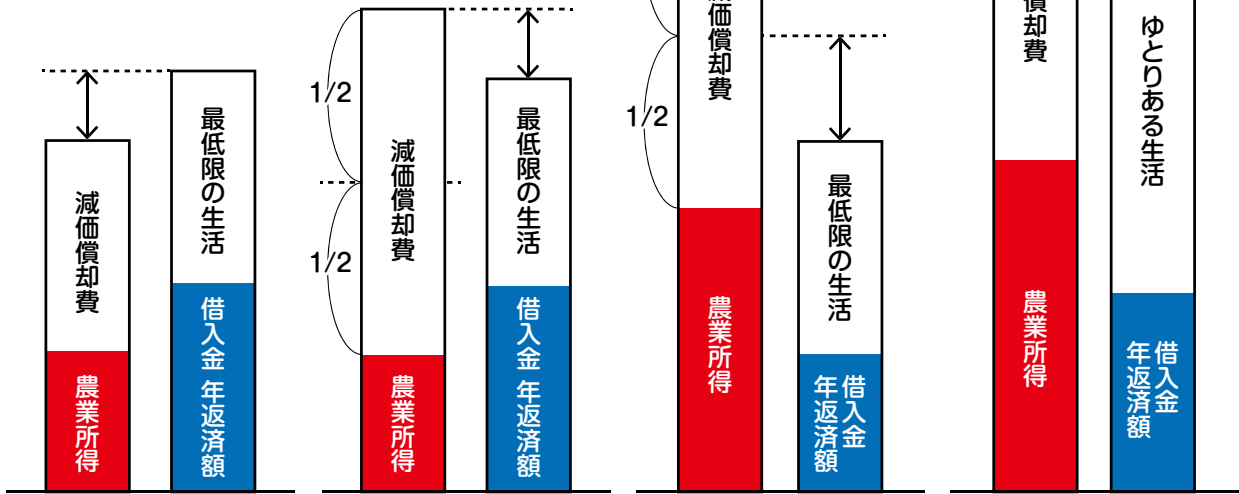 減価償却費
農業所得
最低限の生活
借入金 年返済額
1/2
1/2
減価償却費
農業所得
最低限の生活
借入金 年返済額
1/2
価償却費
農業所得
最低限の生活
借入金
年返済額
償却費
農業所得
ゆとりある生活
借入金
年返済額